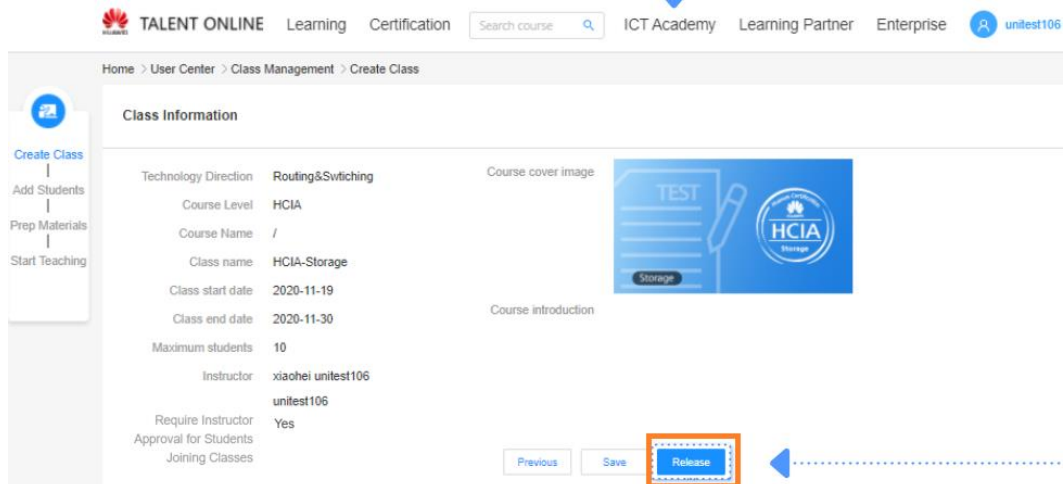 TALENT ONLINE Learning Certification Search course ICT Academy Learning Partner Enterprise unitest106
Home > User Center > Class Management > Create Class
Class Information
Create Class
Add Students
Prep Materials
Start Teaching
Technology Direction Routing&Swtiching
Course Level HCIA
Course Name /
Class name HCIA-Storage
Class start date 2020-11-19
Class end date 2020-11-30
Maximum students 10
Instructor xiaohei unitest106
unitest106
Require Instructor Approval for Students Joining Classes Yes
Course cover image
TEST
HCIA
Storage
Storage
Course introduction
Previous Save Release